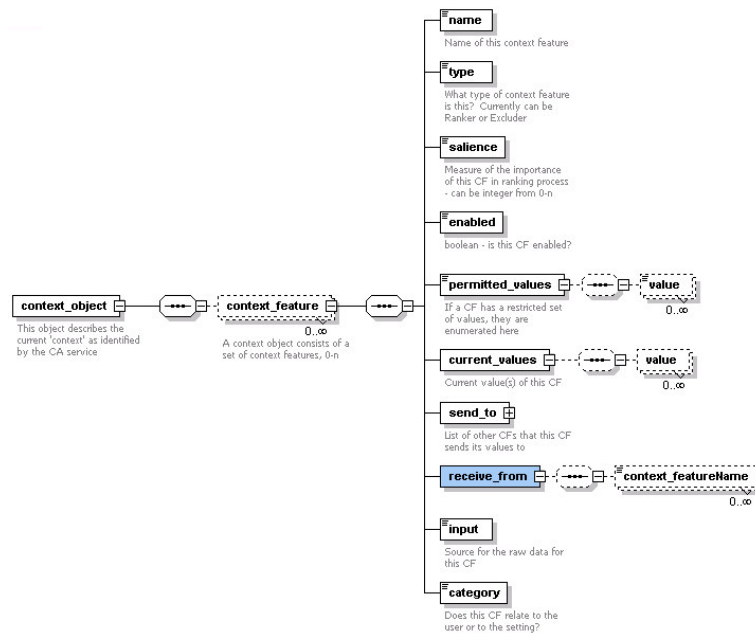 name
Name of this context feature
type
What type of context feature
is this? Currently can be
Ranker or Excluder
salience
Measure of the importance
of this CF in ranking process
- can be integer from 0-n
enabled
boolean - is this CF enabled?
context_object
This object describes the
current 'context' as identified
by the CA service
context_feature
0..∞
A context object consists of a
set of context features, 0-n
permitted_values
If a CF has a restricted set
of values, they are
enumerated here
value
0..∞
current_values
Current value(s) of this CF
value
0..∞
send_to
List of other CFs that this CF
sends its values to
receive_from
context_featureName
0..∞
input
Source for the raw data for
this CF
category
Does this CF relate to the
user or to the setting?